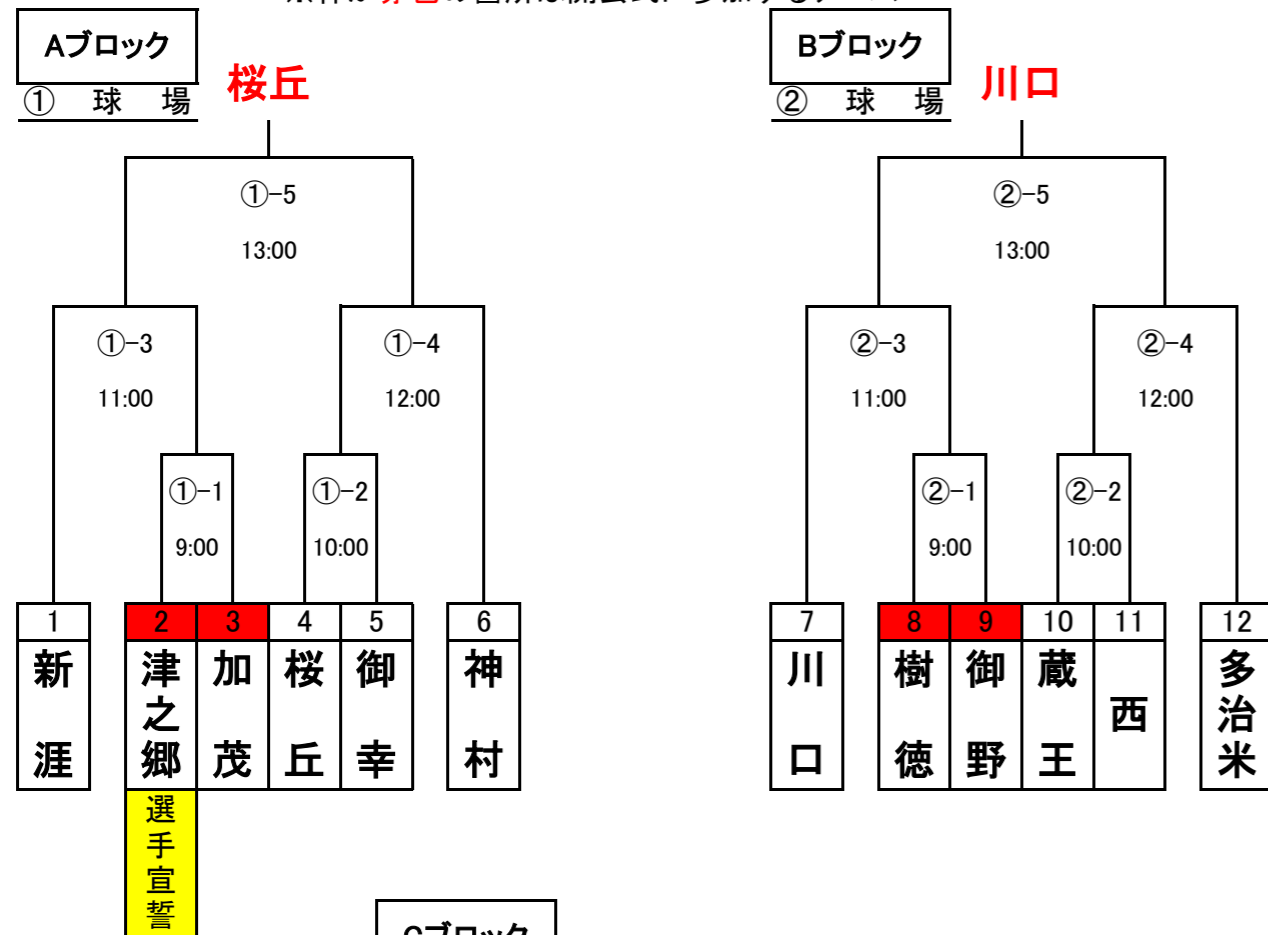 Aブロック
① 球 場
桜丘
①-5
13:00
①-3
11:00
①-4
12:00
①-1
9:00
①-2
10:00
1
2
3
4
5
6
新涯
津之郷
加茂
桜丘
御幸
神村
選手宣誓
Bブロック
② 球 場
川口
②-5
13:00
②-3
11:00
②-4
12:00
②-1
9:00
②-2
10:00
7
8
9
10
11
12
川口
樹徳
御野
蔵王
西
多治米
Cブロック